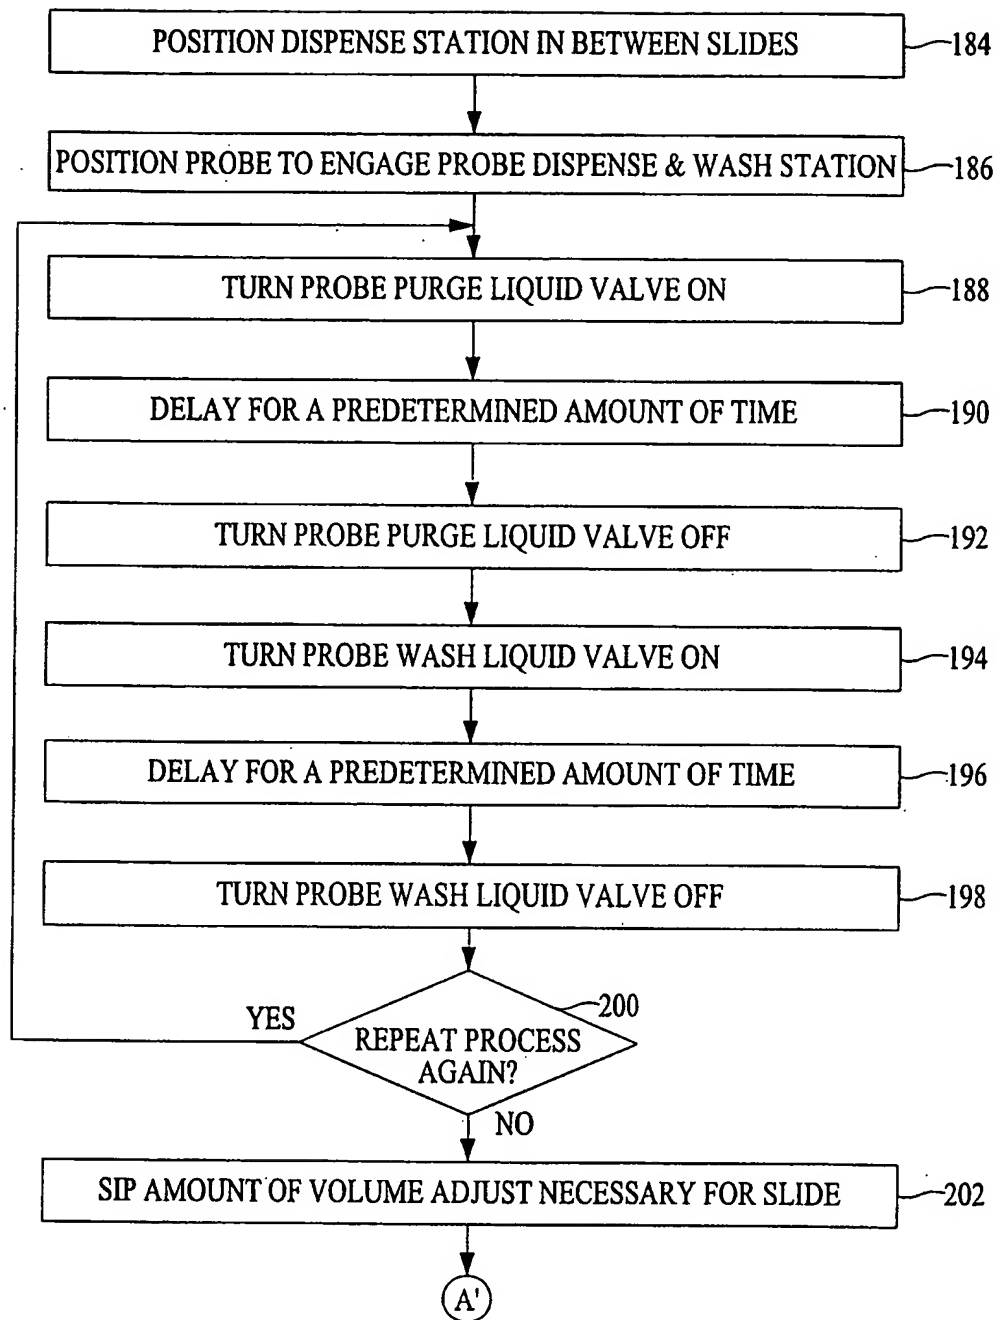 POSITION DISPENSE STATION IN BETWEEN SLIDES 184
POSITION PROBE TO ENGAGE PROBE DISPENSE & WASH STATION 186
TURN PROBE PURGE LIQUID VALVE ON 188
DELAY FOR A PREDETERMINED AMOUNT OF TIME 190
TURN PROBE PURGE LIQUID VALVE OFF 192
TURN PROBE WASH LIQUID VALVE ON 194
DELAY FOR A PREDETERMINED AMOUNT OF TIME 196
TURN PROBE WASH LIQUID VALVE OFF 198
200
YES
REPEAT PROCESS
AGAIN?
NO
SIP AMOUNT OF VOLUME ADJUST NECESSARY FOR SLIDE 202
A'